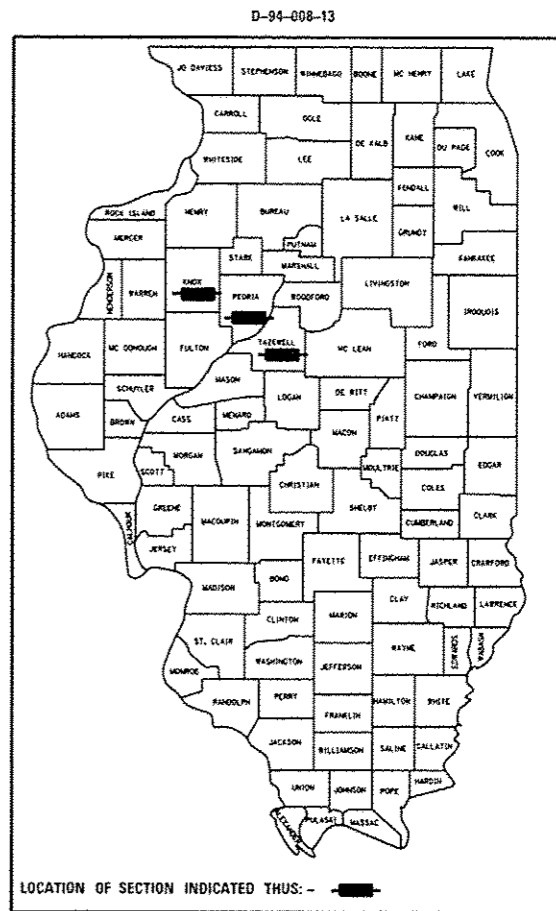 D-94-008-13
JO DAVIESS STEPHENSON WINNEBAGO BOONE MC HENRY LAKE
CARROLL OGLE DE KALB KANE DU PAGE COOK
WHITESIDE LEE KENDALL WILL
ROCK ISLAND HENRY BUREAU LA SALLE GRUNDY
MERCER PUTNAM KANKAKEE
STARK MARSHALL
HENDERSON WARREN KNOX PEORIA WOODFORD LIVINGSTON IROQUOIS
HANCOCK MC DONOUGH FULTON TAZEWELL MC LEAN FORD
MASON
SCHUYLER LOGAN DE WITT CHAMPAIGN VERMILION
ADAMS BROWN CASS MENARD MACON PIATT
PIKE SCOTT MORGAN SANGAMON MOULTRIE DOUGLAS EDGAR
CHRISTIAN COLES
CALHOUN GREENE MACOUPIN MONTGOMERY SHELBY CUMBERLAND CLARK
JERSEY FAYETTE EFFINGHAM JASPER CRAWFORD
MADISON BOND CLAY RICHLAND LAWRENCE
CLINTON MARION
ST. CLAIR WAYNE EDWARDS WABASH
WASHINGTON JEFFERSON
MONROE
RANDOLPH PERRY HAMILTON WHITE
FRANKLIN
JACKSON WILLIAMSON SALINE GALLATIN
UNION JOHNSON POPE HARDIN
ALEXANDER PULASKI MASSAC
LOCATION OF SECTION INDICATED THUS: -